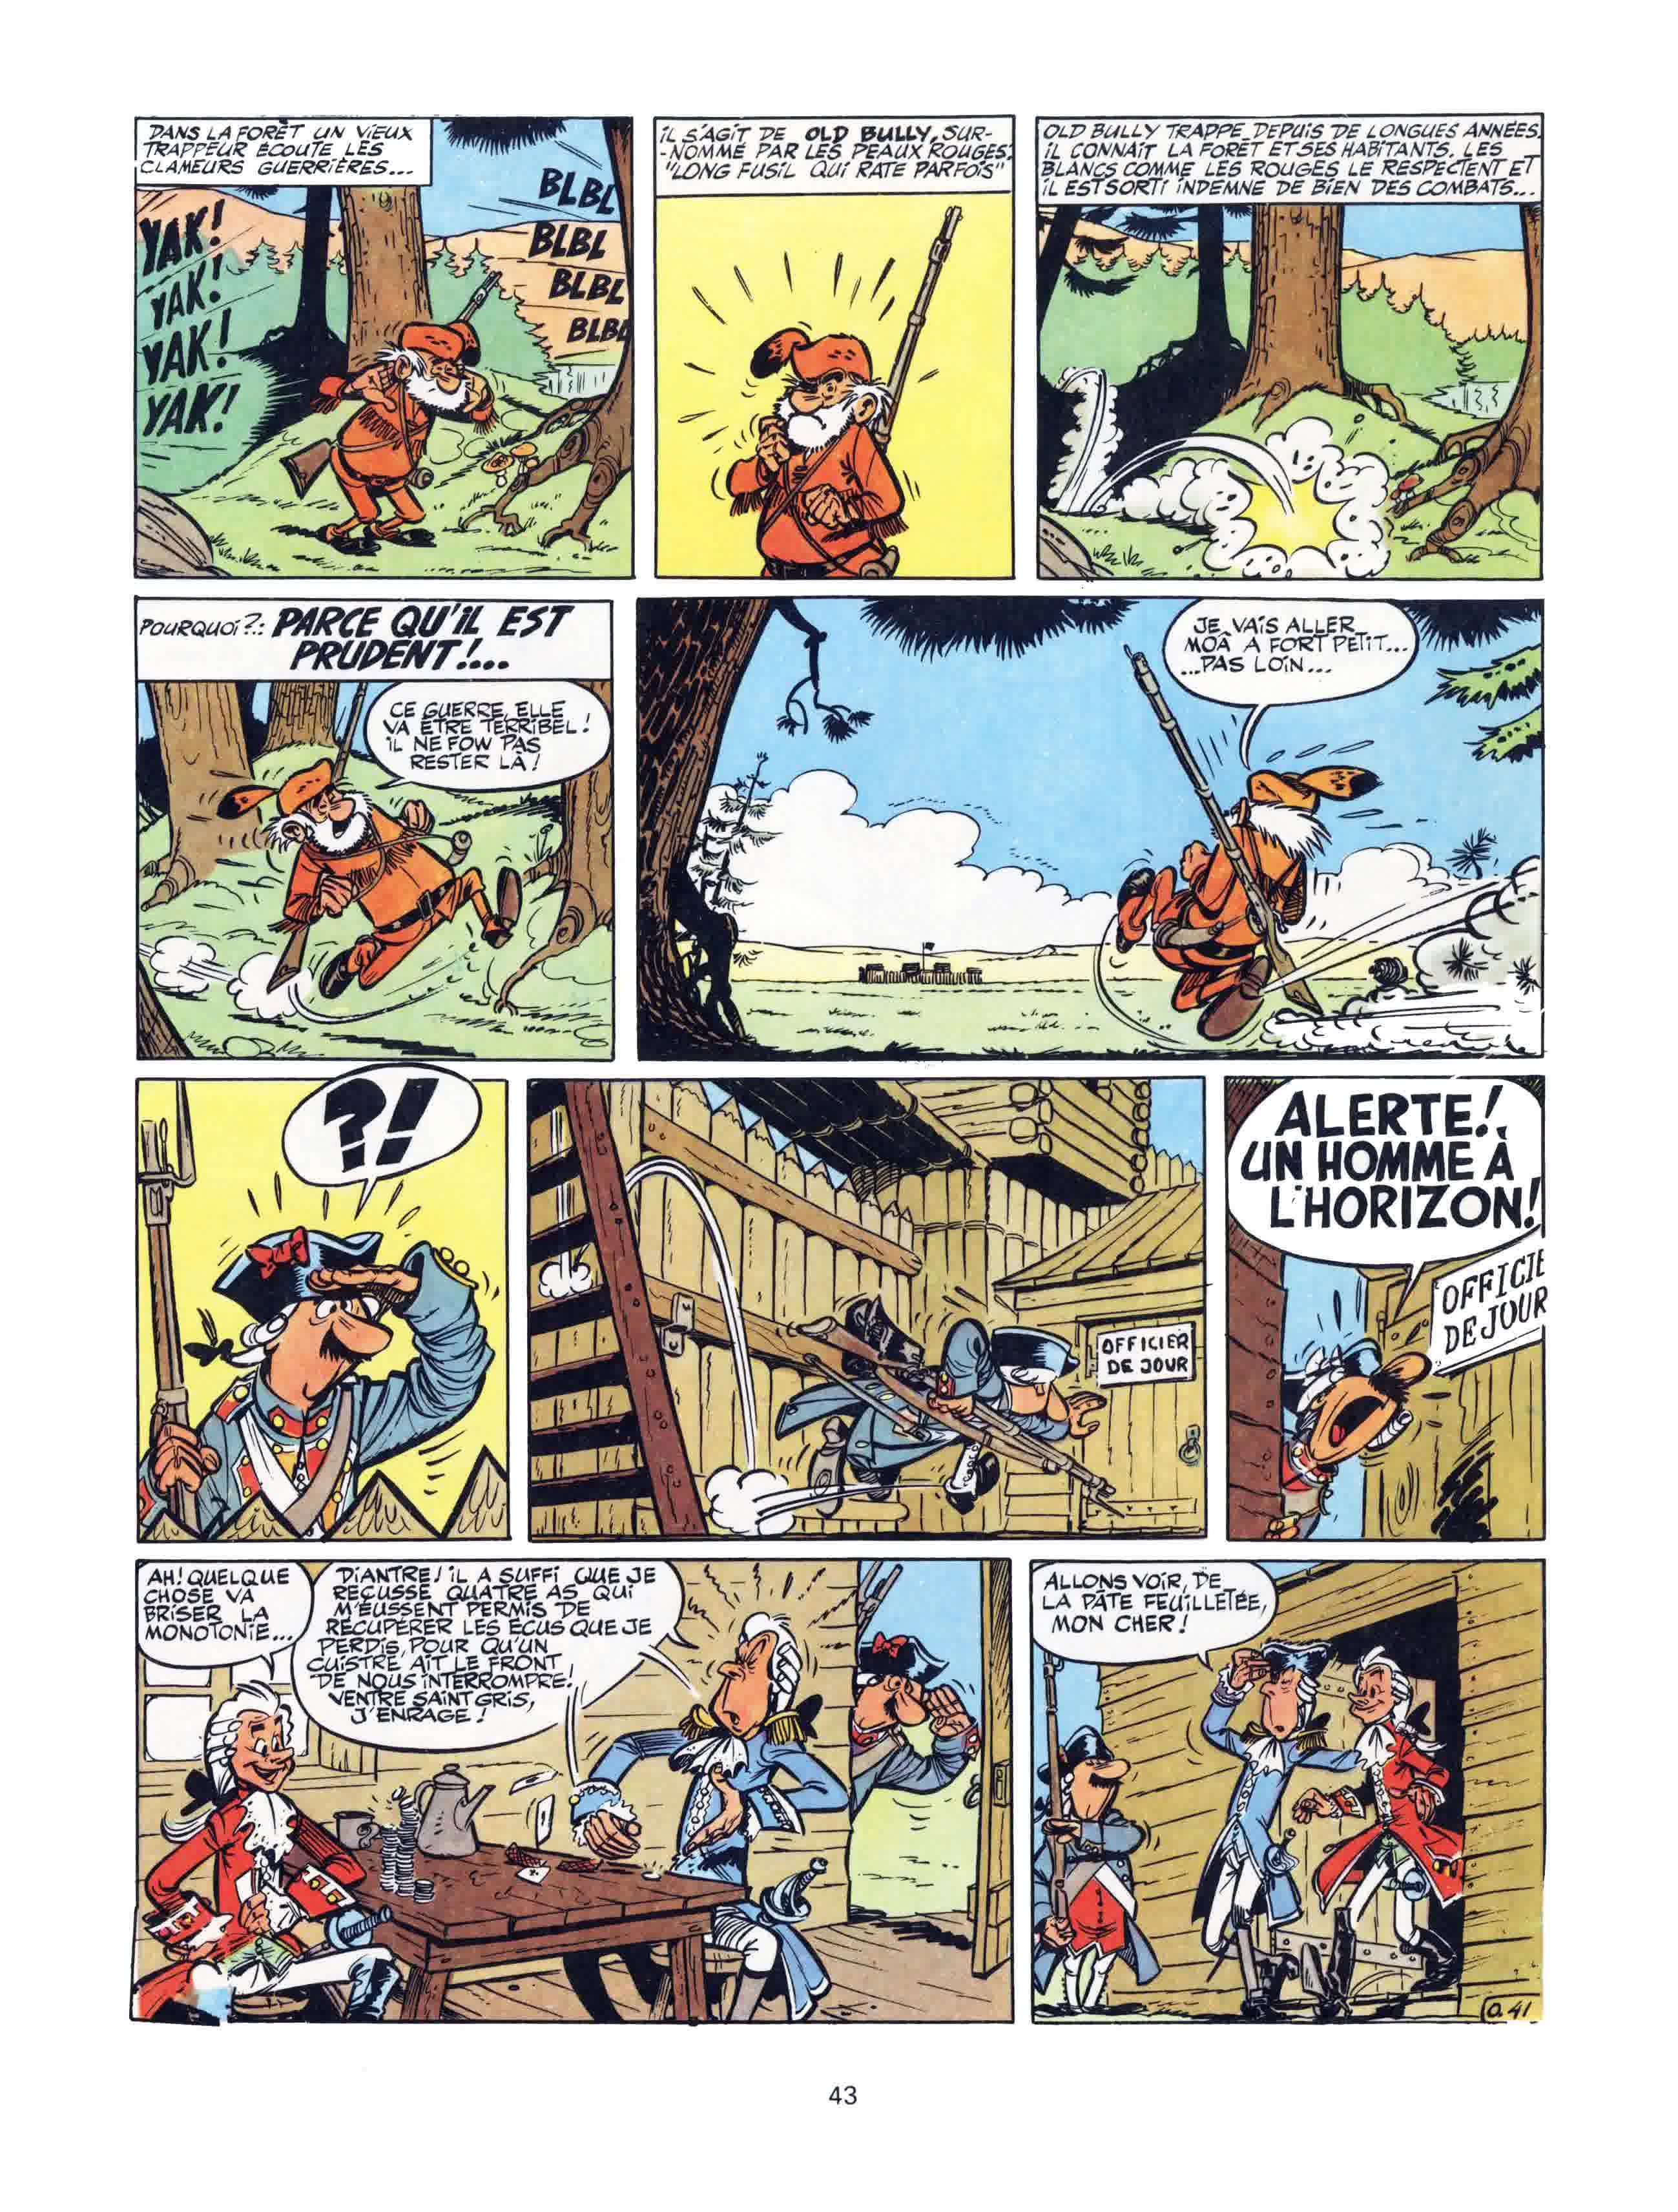 DANS LA FORÊT UN VIEUX
TRAPPEUR ÉCOUTE LES
CLAMEURS GUERRIÈRES...
YAK!
YAK!
YAK!
YAK!
BLBL
BLBL
BLBL
BLBL
IL S'AGIT DE OLD BULLY, SUR-
-NOMMÉ PAR LES PEAUX ROUGES:
"LONG FUSIL QUI RATE PARFOIS"
OLD BULLY TRAPPE DEPUIS DE LONGUES ANNÉES.
IL CONNAÎT LA FORÊT ET SES HABITANTS. LES
BLANCS COMME LES ROUGES LE RESPECTENT ET
IL EST SORTI INDEMNE DE BIEN DES COMBATS...
POURQUOI?.: PARCE QU'IL EST
PRUDENT!...
CE GUERRE, ELLE
VA ÊTRE TERRIBEL!
IL NE FOW PAS
RESTER LÀ!
JE VAIS ALLER
MOÂ A FORT PETIT...
...PAS LOIN...
?!
OFFICIER
DE JOUR
ALERTE!
UN HOMME À
L'HORIZON!
OFFICIE
DE JOUR
AH! QUELQUE
CHOSE VA
BRISER LA
MONOTONIE...
DIANTRE! IL A SUFFI QUE JE
REÇUSSE QUATRE AS QUI
M'EUSSENT PERMIS DE
RÉCUPÉRER LES ÉCUS QUE JE
PERDIS POUR QU'UN
CUISTRE AIT LE FRONT
DE NOUS INTERROMPRE!
VENTRE SAINT GRIS,
J'ENRAGE!
ALLONS VOIR, DE
LA PÂTE FEUILLETÉE,
MON CHER!
O. 41
43